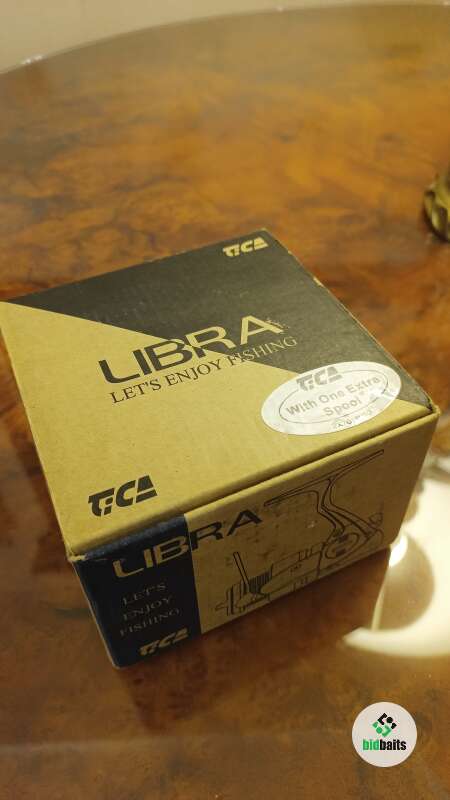 TiCA
LIBRA
LET'S ENJOY FISHING
TiCA
With One Extra
Spool
TiCA
LIBRA
LET'S
ENJOY
FISHING
TiCA
bidbaits